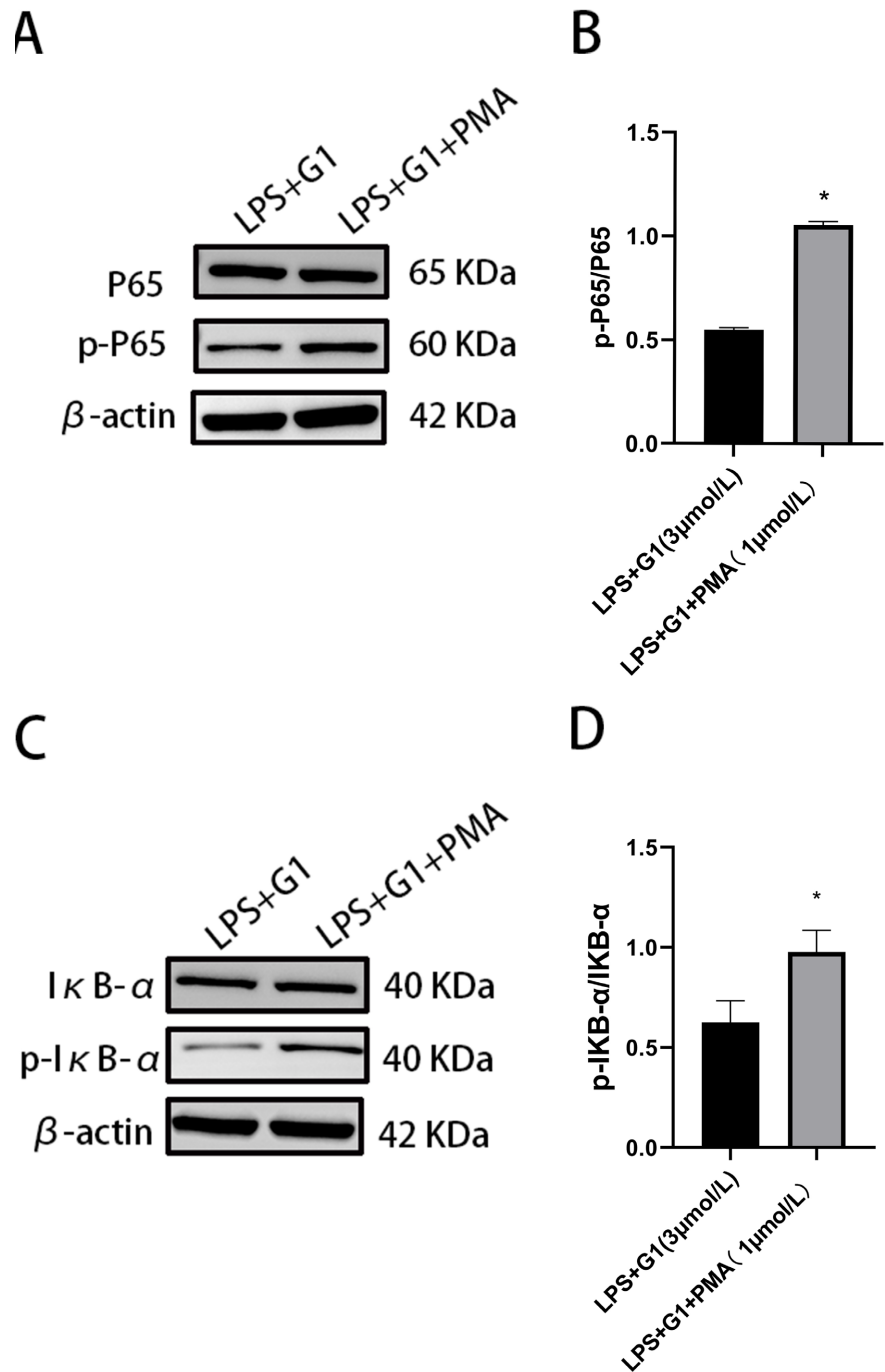 A
LPS+G1
LPS+G1+PMA
P65
65 KDa
p-P65
60 KDa
β-actin
42 KDa
B
p-P65/P65
1.5
1.0
0.5
0.0
*
LPS+G1(3μmol/L)
LPS+G1+PMA(1μmol/L)
C
LPS+G1
LPS+G1+PMA
IκB-α
40 KDa
p-IκB-α
40 KDa
β-actin
42 KDa
D
p-IKB-α/IKB-α
1.5
1.0
0.5
0.0
*
LPS+G1(3μmol/L)
LPS+G1+PMA(1μmol/L)